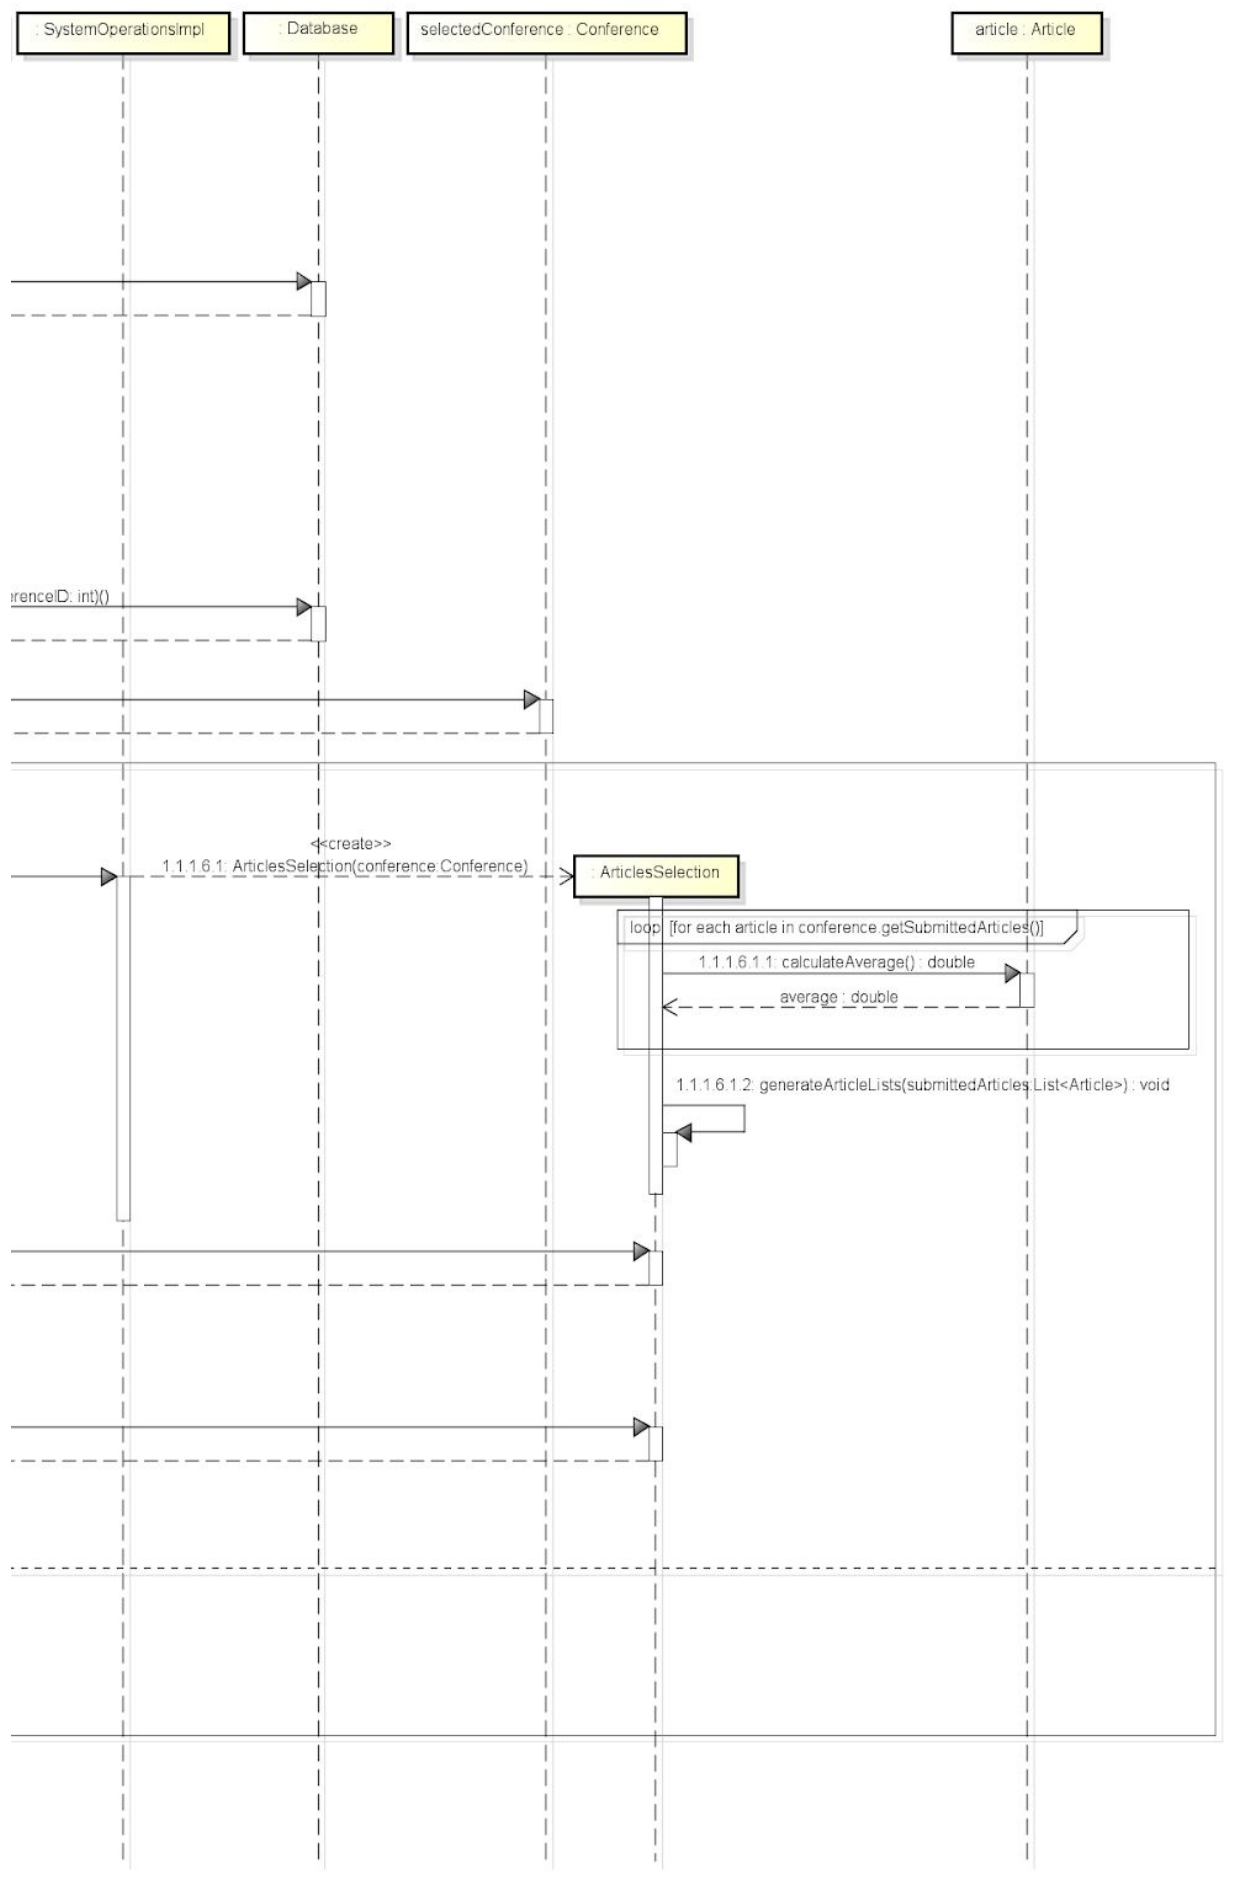 : SystemOperationsImpl
: Database
selectedConference : Conference
article : Article
erenceID: int)()
<<create>>
1.1.1.6.1: ArticlesSelection(conference:Conference)
: ArticlesSelection
loop [for each article in conference.getSubmittedArticles()]
1.1.1.6.1.1: calculateAverage() : double
average : double
1.1.1.6.1.2: generateArticleLists(submittedArticles:List<Article>) : void